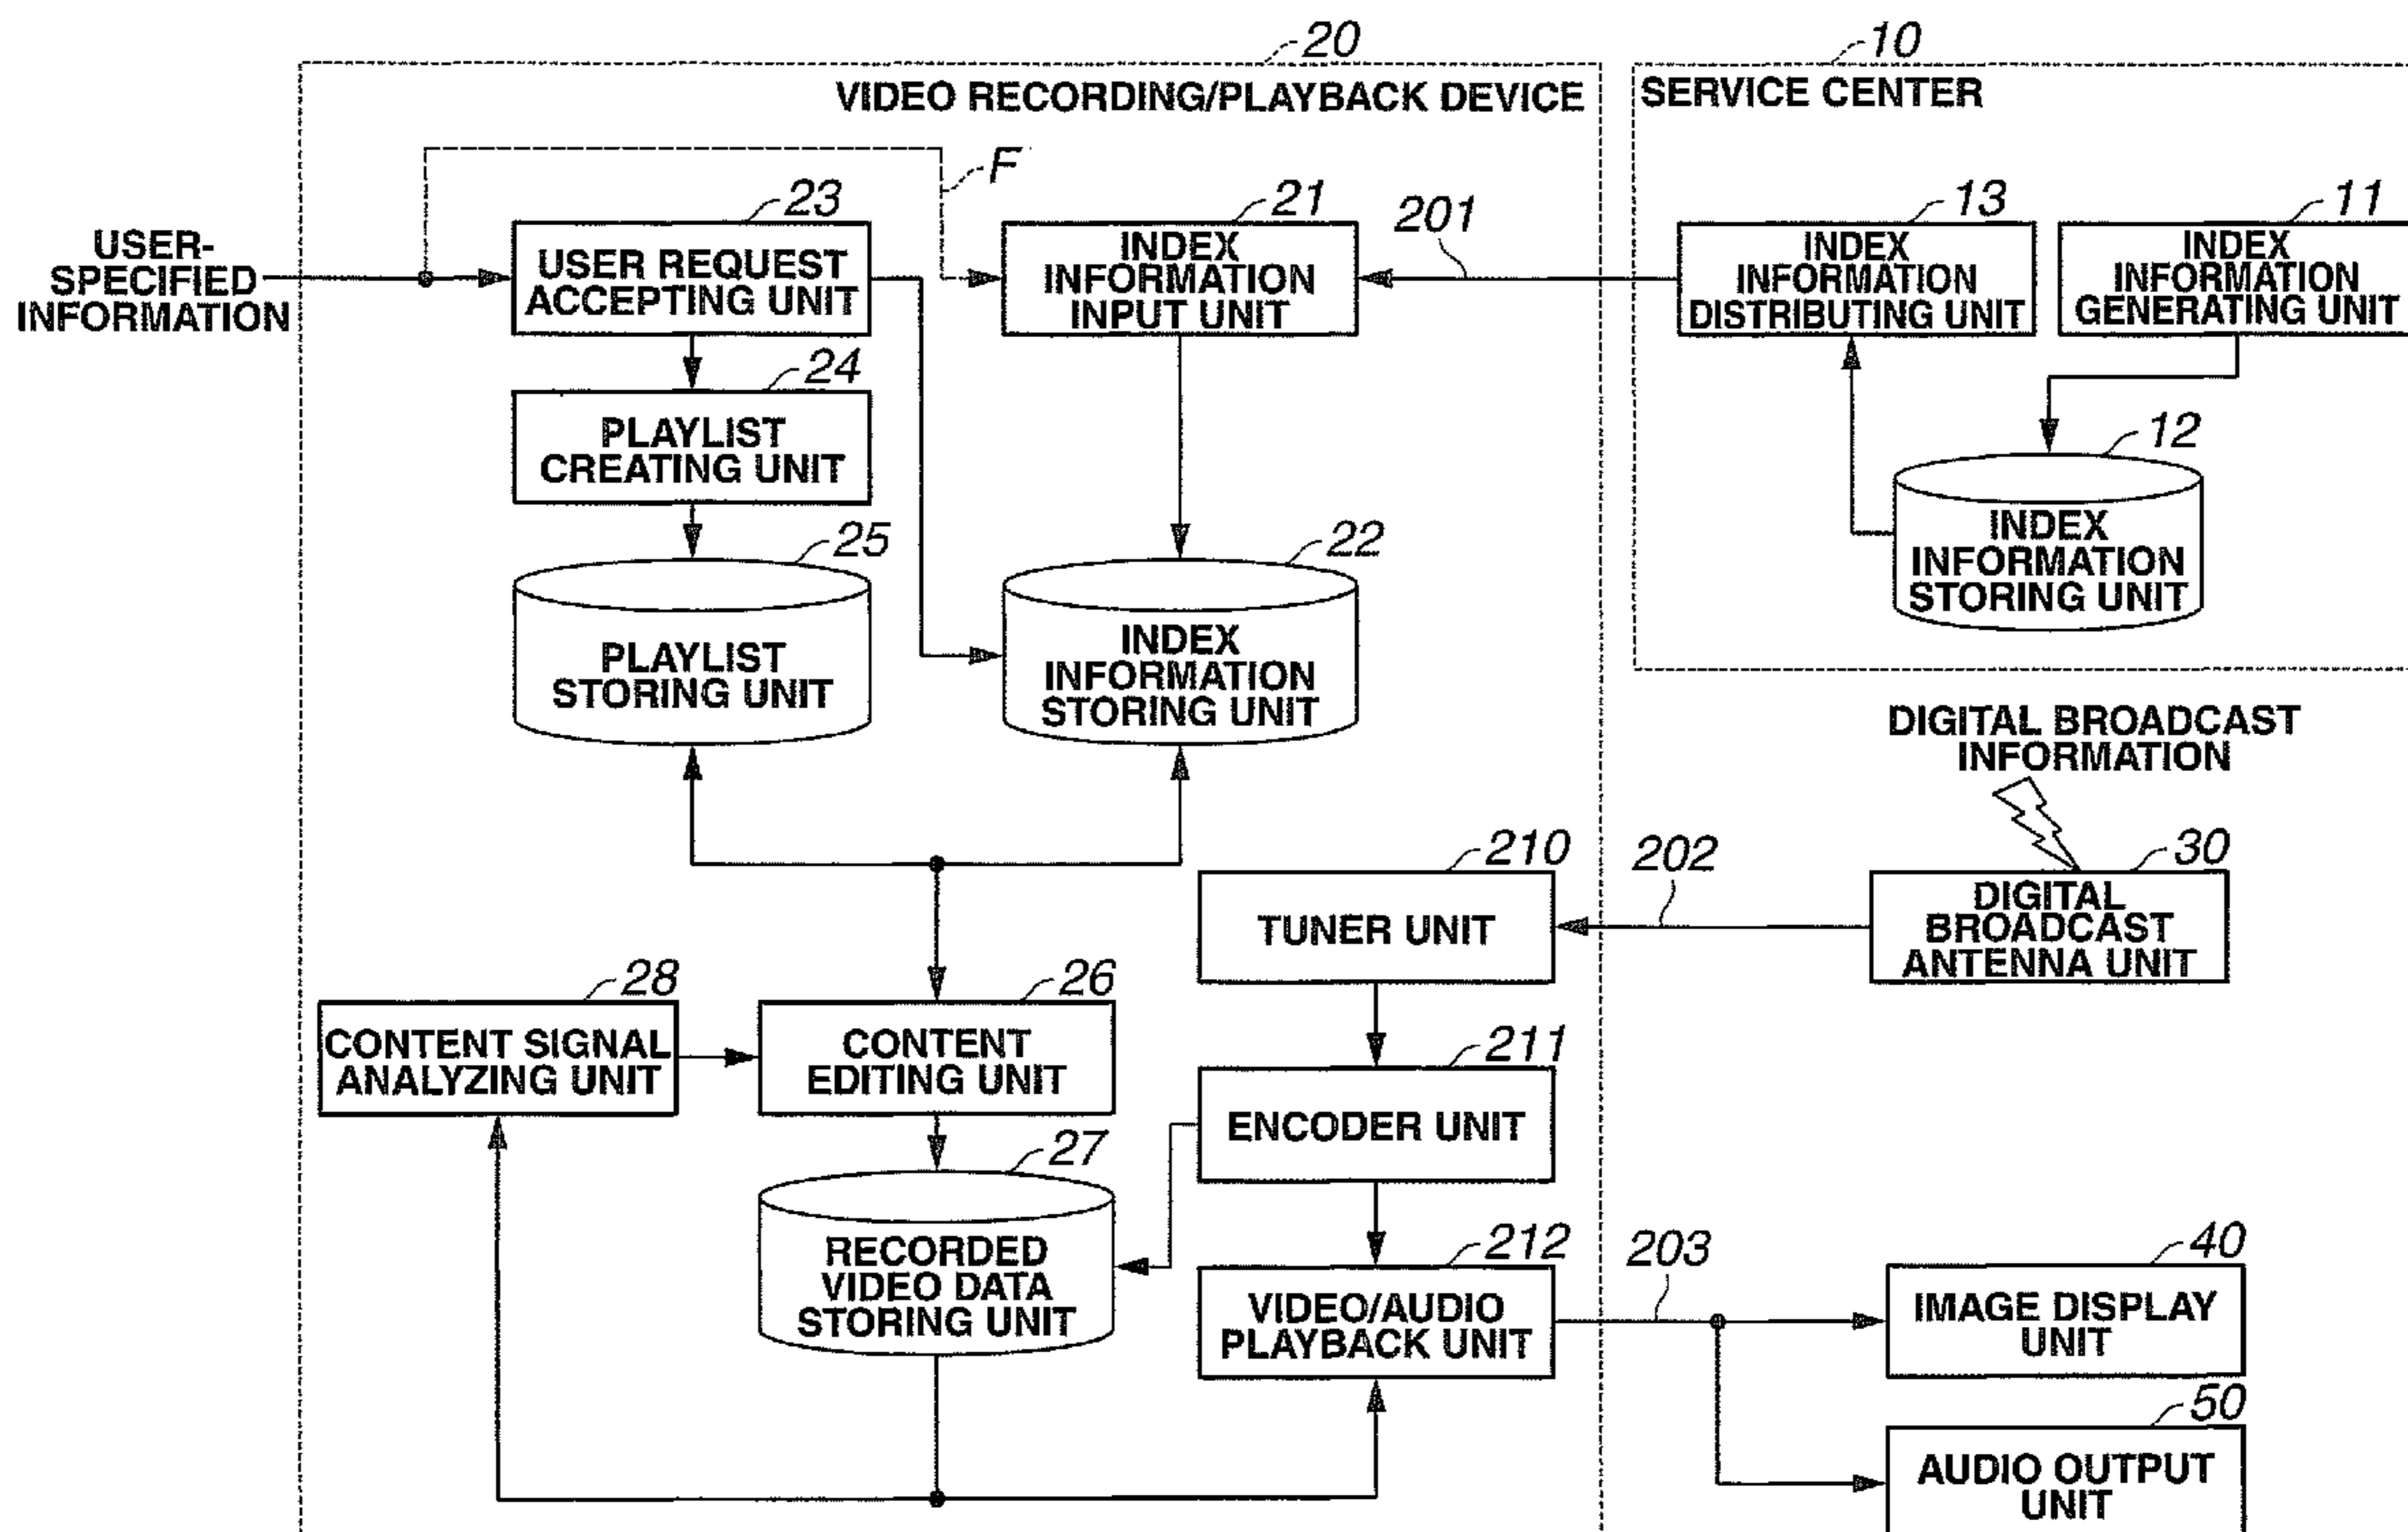 20
10
VIDEO RECORDING/PLAYBACK DEVICE
SERVICE CENTER
F
USER-
SPECIFIED
INFORMATION
23
USER REQUEST
ACCEPTING UNIT
21
INDEX
INFORMATION
INPUT UNIT
201
13
INDEX
INFORMATION
DISTRIBUTING UNIT
11
INDEX
INFORMATION
GENERATING UNIT
24
PLAYLIST
CREATING UNIT
12
INDEX
INFORMATION
STORING UNIT
25
PLAYLIST
STORING UNIT
22
INDEX
INFORMATION
STORING UNIT
DIGITAL BROADCAST
INFORMATION
210
TUNER UNIT
202
30
DIGITAL
BROADCAST
ANTENNA UNIT
28
CONTENT SIGNAL
ANALYZING UNIT
26
CONTENT
EDITING UNIT
211
ENCODER UNIT
27
RECORDED
VIDEO DATA
STORING UNIT
212
VIDEO/AUDIO
PLAYBACK UNIT
203
40
IMAGE DISPLAY
UNIT
50
AUDIO OUTPUT
UNIT